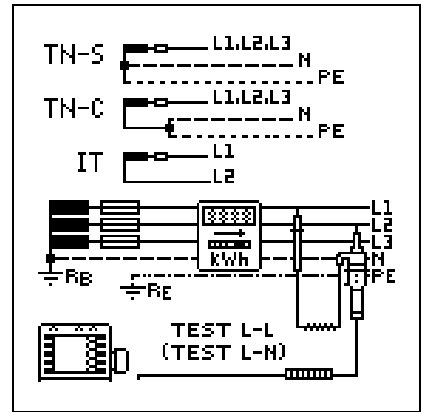 TN-S
L1,L2,L3
N
PE
TN-C
L1,L2,L3
N
PE
IT
L1
L2
8888
kWh
L1
L2
L3
N
PE
RB
RE
TEST L-L
(TEST L-N)